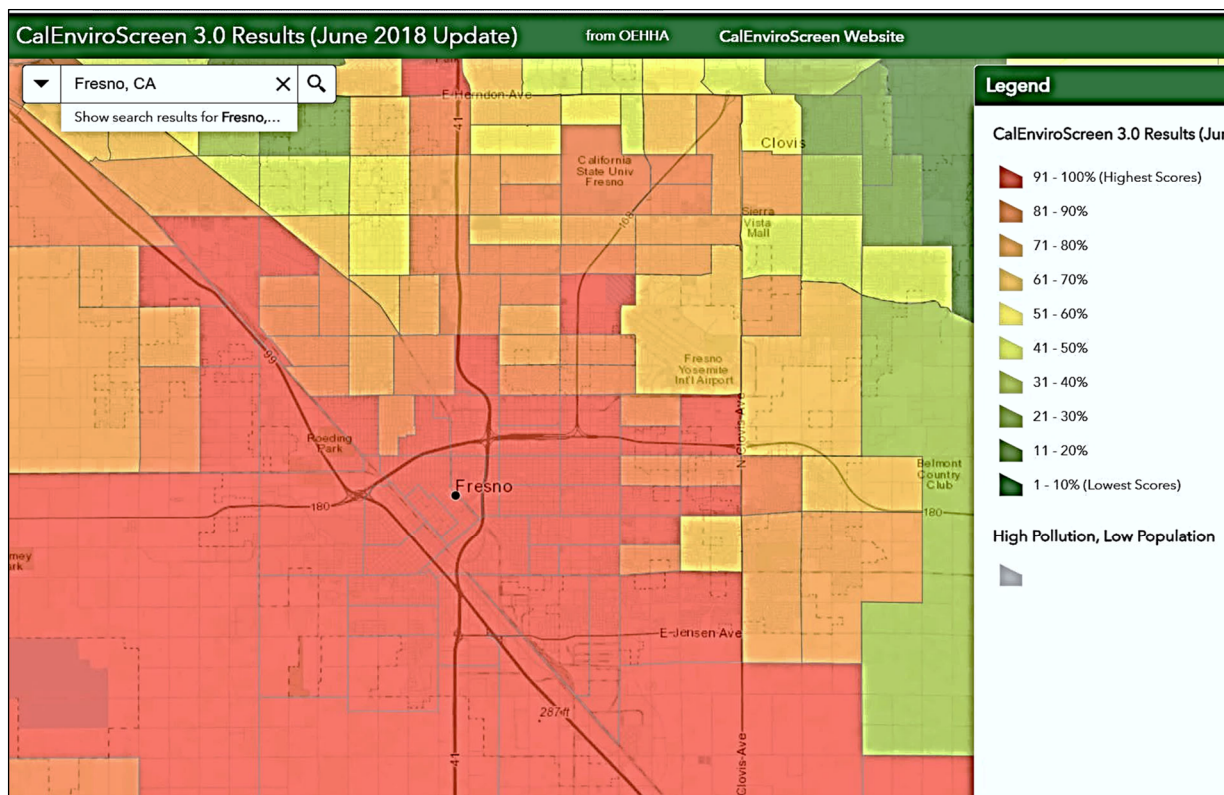 CalEnviroScreen 3.0 Results (June 2018 Update)
from OEHHA
CalEnviroScreen Website
Fresno, CA
Show search results for Fresno,...
E Herndon Ave
41
Clovis
California
State Univ
Fresno
168
Sierra
Vista
Mall
99
Fresno
Yosemite
Int'l Airport
N Clovis Ave
Roeding
Park
Fresno
180
Belmont
Country
Club
180
E Jensen Ave
287 ft
41
Clovis Ave
Legend
CalEnviroScreen 3.0 Results (Jun
91 - 100% (Highest Scores)
81 - 90%
71 - 80%
61 - 70%
51 - 60%
41 - 50%
31 - 40%
21 - 30%
11 - 20%
1 - 10% (Lowest Scores)
High Pollution, Low Population